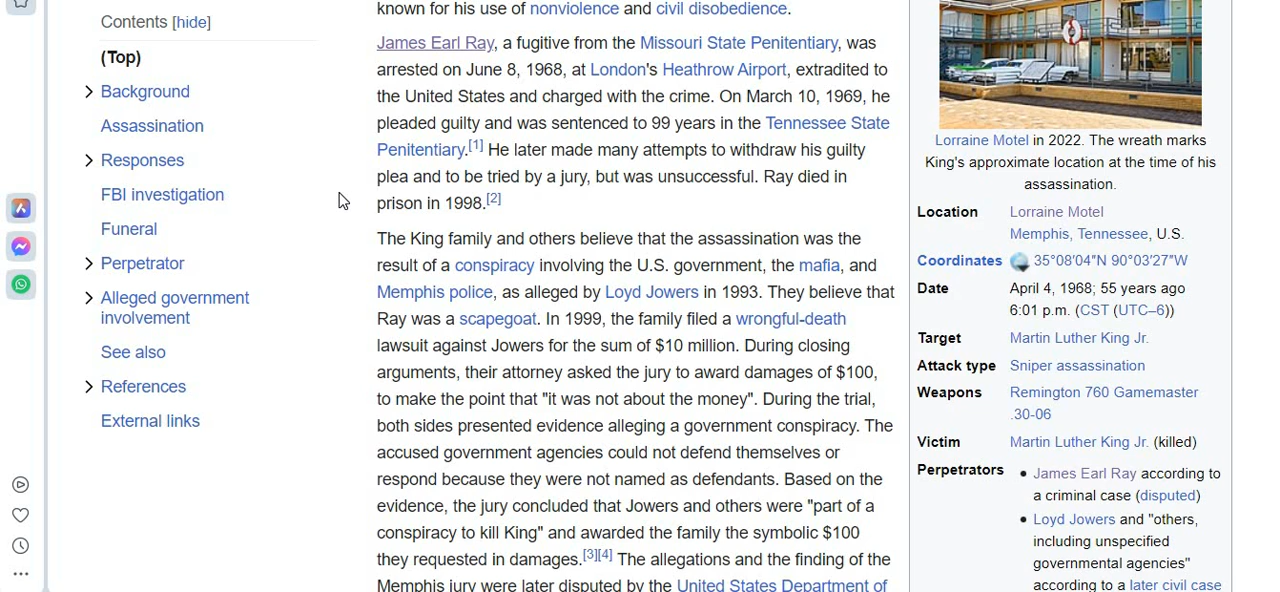 Contents [hide]
(Top)
Background
Assassination
Responses
FBI investigation
Funeral
Perpetrator
Alleged government
involvement
See also
References
External links
known for his use of nonviolence and civil disobedience.
James Earl Ray, a fugitive from the Missouri State Penitentiary, was
arrested on June 8, 1968, at London's Heathrow Airport, extradited to
the United States and charged with the crime. On March 10, 1969, he
pleaded guilty and was sentenced to 99 years in the Tennessee State
Penitentiary.[1] He later made many attempts to withdraw his guilty
plea and to be tried by a jury, but was unsuccessful. Ray died in
prison in 1998.[2]
The King family and others believe that the assassination was the
result of a conspiracy involving the U.S. government, the mafia, and
Memphis police, as alleged by Loyd Jowers in 1993. They believe that
Ray was a scapegoat. In 1999, the family filed a wrongful-death
lawsuit against Jowers for the sum of $10 million. During closing
arguments, their attorney asked the jury to award damages of $100,
to make the point that "it was not about the money". During the trial,
both sides presented evidence alleging a government conspiracy. The
accused government agencies could not defend themselves or
respond because they were not named as defendants. Based on the
evidence, the jury concluded that Jowers and others were "part of a
conspiracy to kill King" and awarded the family the symbolic $100
they requested in damages.[3][4] The allegations and the finding of the
Memphis jury were later disputed by the United States Department of
Lorraine Motel in 2022. The wreath marks
King's approximate location at the time of his
assassination.
Location Lorraine Motel
Memphis, Tennessee, U.S.
Coordinates 35°08′04″N 90°03′27″W
Date April 4, 1968; 55 years ago
6:01 p.m. (CST (UTC–6))
Target Martin Luther King Jr.
Attack type Sniper assassination
Weapons Remington 760 Gamemaster
.30-06
Victim Martin Luther King Jr. (killed)
Perpetrators • James Earl Ray according to
a criminal case (disputed)
• Loyd Jowers and "others,
including unspecified
governmental agencies"
according to a later civil case